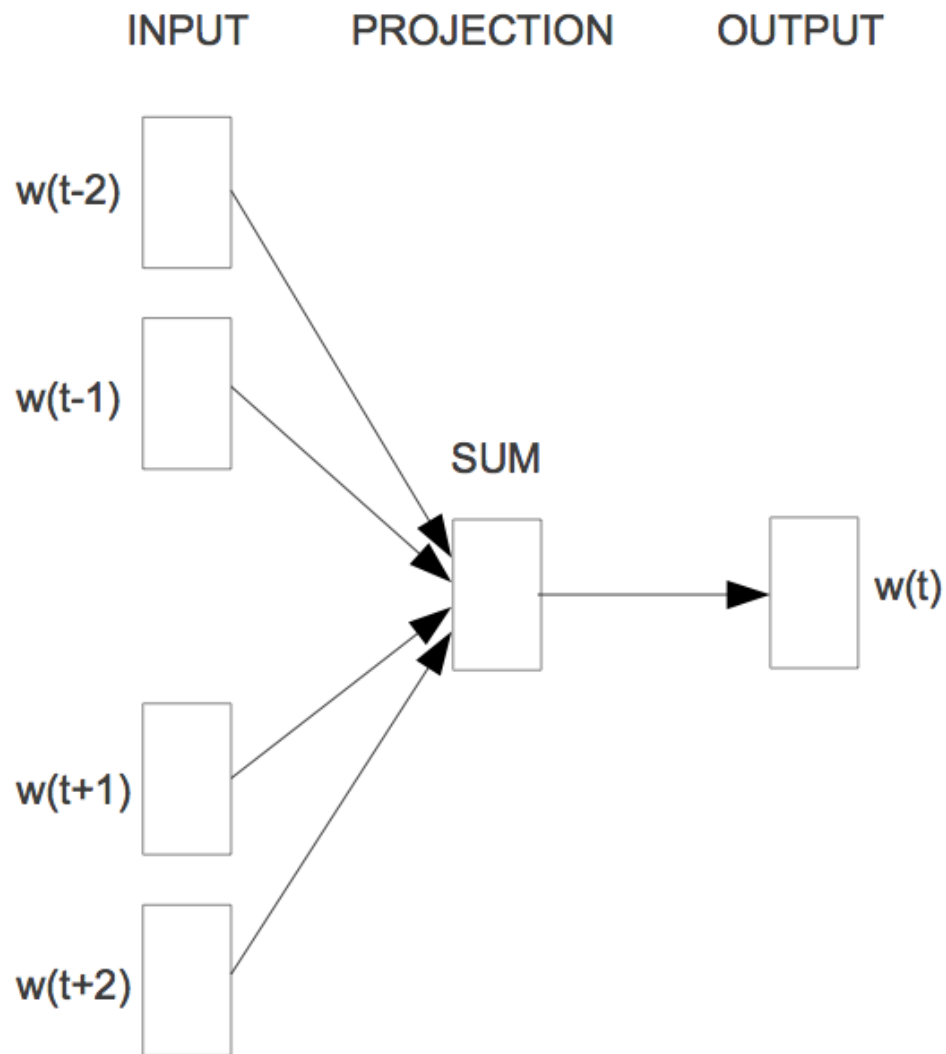 INPUT PROJECTION OUTPUT
w(t-2)
w(t-1)
SUM
w(t)
w(t+1)
w(t+2)